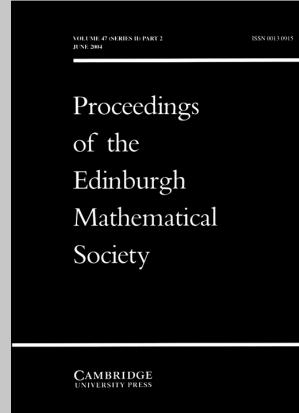 VOLUME 47 (SERIES II) PART 2 ISSN 0013 0915
JUNE 2004
Proceedings
of the
Edinburgh
Mathematical
Society
CAMBRIDGE
UNIVERSITY PRESS